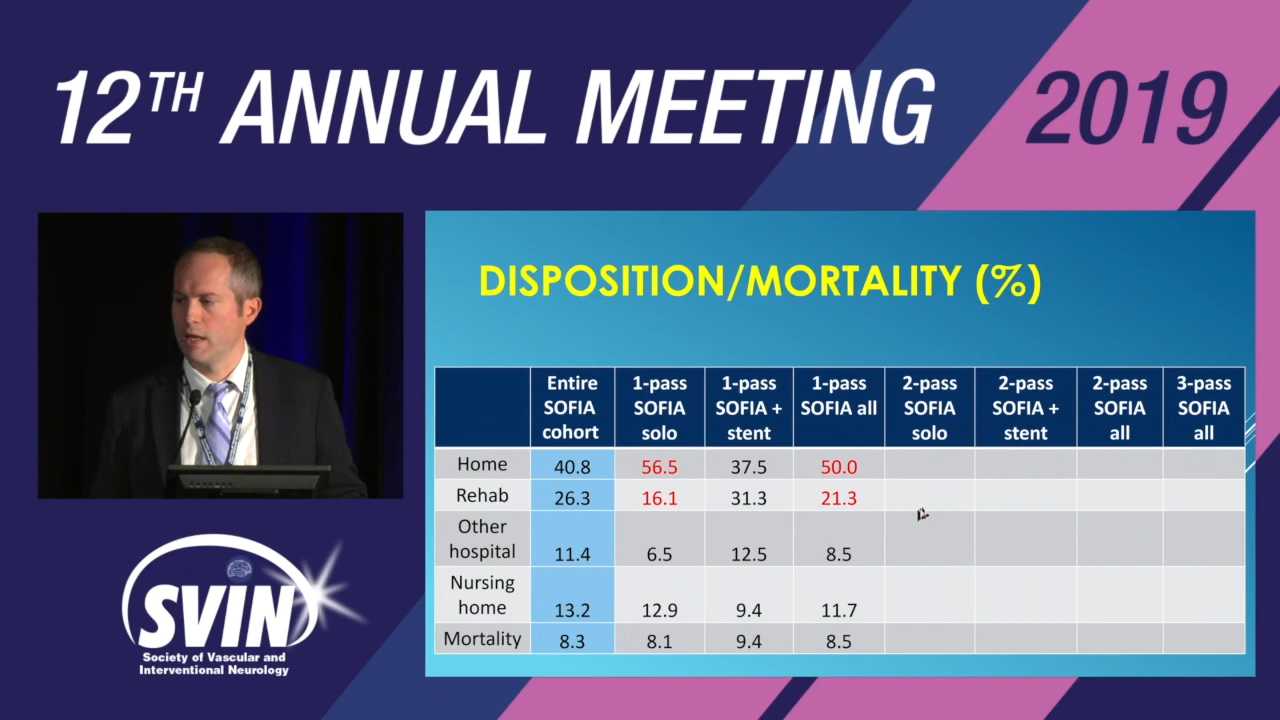 12TH ANNUAL MEETING 2019
DISPOSITION/MORTALITY (%)
Entire SOFIA cohort
1-pass SOFIA solo
1-pass SOFIA + stent
1-pass SOFIA all
2-pass SOFIA solo
2-pass SOFIA + stent
2-pass SOFIA all
3-pass SOFIA all
Home 40.8 56.5 37.5 50.0
Rehab 26.3 16.1 31.3 21.3
Other hospital 11.4 6.5 12.5 8.5
Nursing home 13.2 12.9 9.4 11.7
Mortality 8.3 8.1 9.4 8.5
SVIN
Society of Vascular and
Interventional Neurology